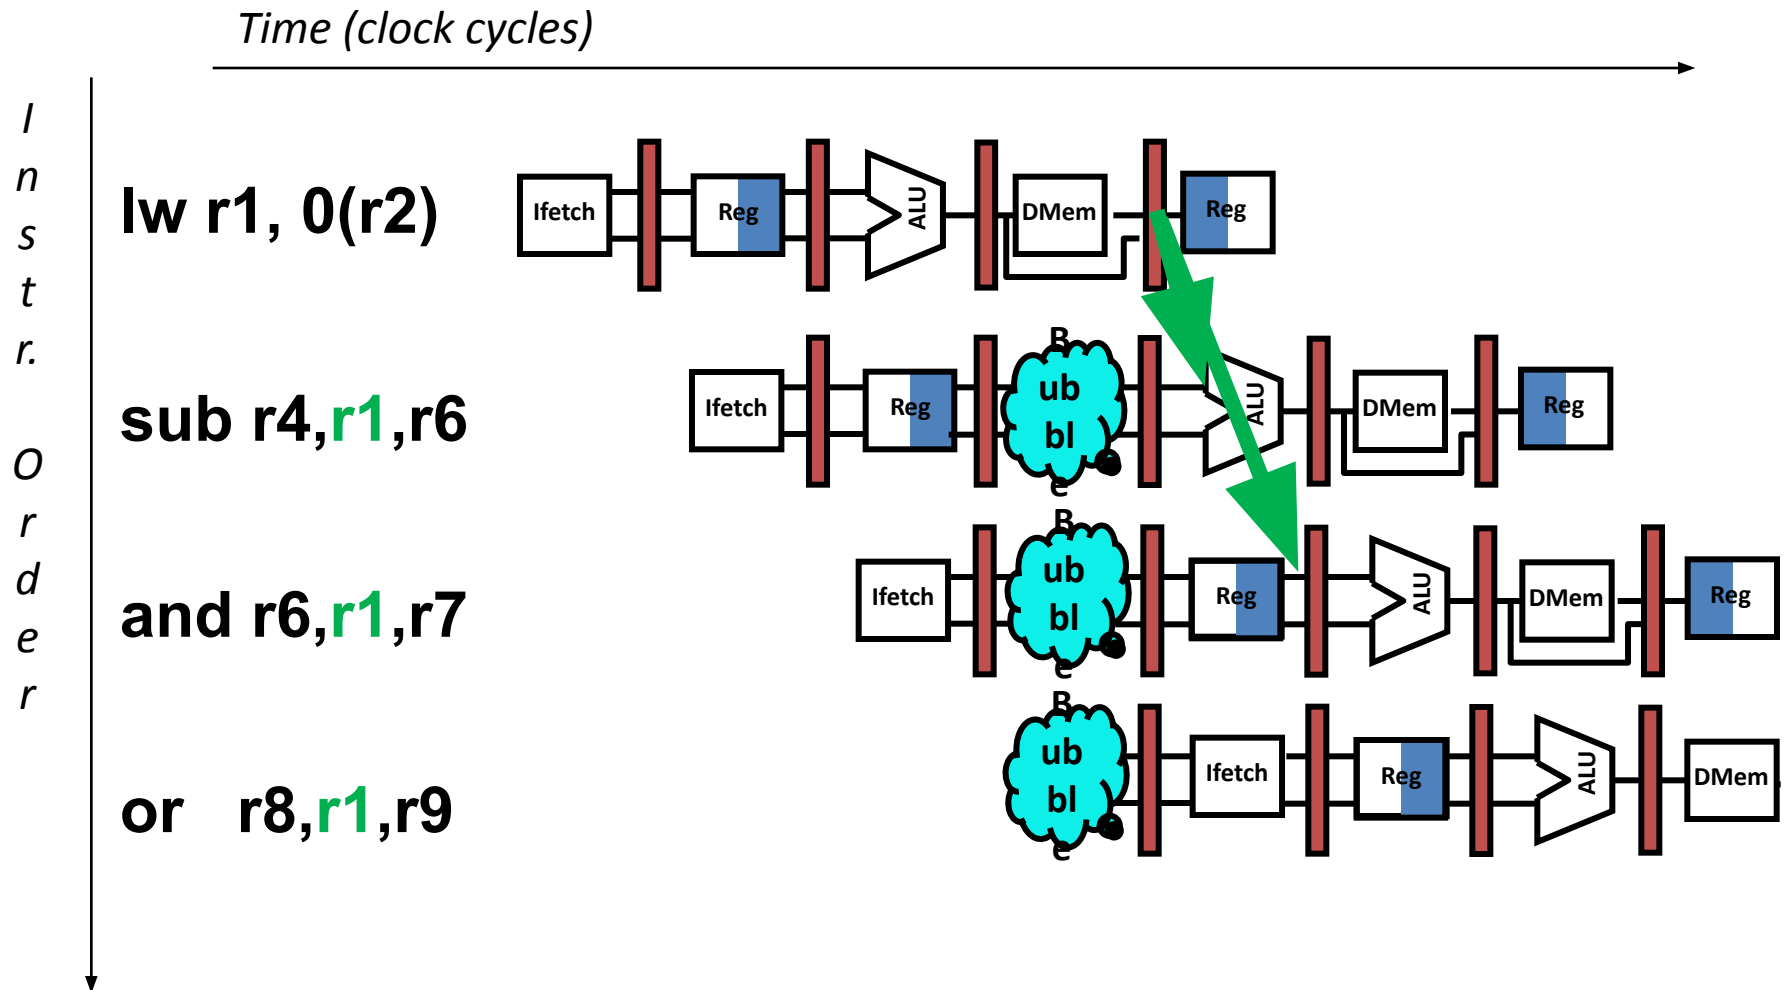 Time (clock cycles)
I
n
s
t
r.
O
r
d
e
r
lw r1, 0(r2)
Ifetch
Reg
ALU
DMem
Reg
sub r4,r1,r6
Ifetch
Reg
B
ub
bl
e
ALU
DMem
Reg
and r6,r1,r7
Ifetch
B
ub
bl
e
Reg
ALU
DMem
Reg
or r8,r1,r9
B
ub
bl
e
Ifetch
Reg
ALU
DMem